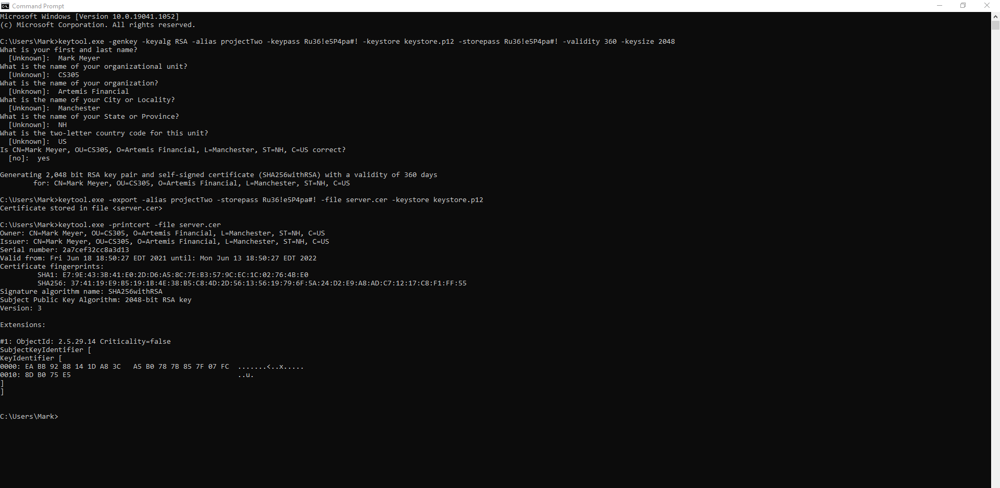 Command Prompt
Microsoft Windows [Version 10.0.19041.1052]
(c) Microsoft Corporation. All rights reserved.
C:\Users\Mark>keytool.exe -genkey -keyalg RSA -alias projectTwo -keypass Ru36!e5P4pa#! -keystore keystore.p12 -storepass Ru36!e5P4pa#! -validity 360 -keysize 2048
What is your first and last name?
  [Unknown]:  Mark Meyer
What is the name of your organizational unit?
  [Unknown]:  CS305
What is the name of your organization?
  [Unknown]:  Artemis Financial
What is the name of your City or Locality?
  [Unknown]:  Manchester
What is the name of your State or Province?
  [Unknown]:  NH
What is the two-letter country code for this unit?
  [Unknown]:  US
Is CN=Mark Meyer, OU=CS305, O=Artemis Financial, L=Manchester, ST=NH, C=US correct?
  [no]:  yes
Generating 2,048 bit RSA key pair and self-signed certificate (SHA256withRSA) with a validity of 360 days
        for: CN=Mark Meyer, OU=CS305, O=Artemis Financial, L=Manchester, ST=NH, C=US
C:\Users\Mark>keytool.exe -export -alias projectTwo -storepass Ru36!e5P4pa#! -file server.cer -keystore keystore.p12
Certificate stored in file <server.cer>
C:\Users\Mark>keytool.exe -printcert -file server.cer
Owner: CN=Mark Meyer, OU=CS305, O=Artemis Financial, L=Manchester, ST=NH, C=US
Issuer: CN=Mark Meyer, OU=CS305, O=Artemis Financial, L=Manchester, ST=NH, C=US
Serial number: 2a7cef32cc8a3d13
Valid from: Fri Jun 18 18:50:27 EDT 2021 until: Mon Jun 13 18:50:27 EDT 2022
Certificate fingerprints:
         SHA1: E7:9E:43:3B:41:E0:2D:D6:A5:8C:7E:B3:57:9C:EC:1C:02:76:4B:E0
         SHA256: 37:41:19:E9:B5:19:1B:4E:38:B5:C8:4D:2D:56:13:56:19:79:6F:5A:24:D2:E9:A8:AD:C7:12:17:C8:F1:FF:55
Signature algorithm name: SHA256withRSA
Subject Public Key Algorithm: 2048-bit RSA key
Version: 3
Extensions:
#1: ObjectId: 2.5.29.14 Criticality=false
SubjectKeyIdentifier [
KeyIdentifier [
0000: EA BB 92 88 14 1D A8 3C   A5 B0 78 7B 85 7F 07 FC  .......<..x.....
0010: 8D B0 75 E5                                        ..u.
]
]
C:\Users\Mark>